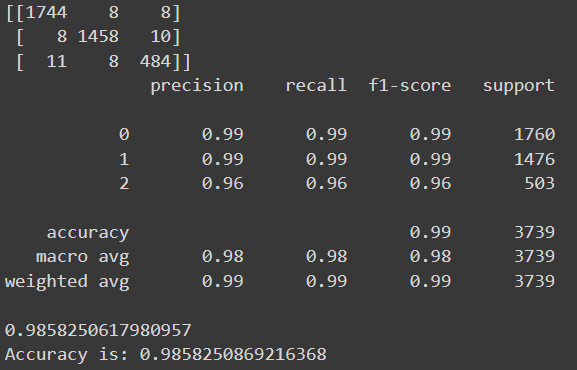 [[1744 8 8]
[ 8 1458 10]
[ 11 8 484]]
precision recall f1-score support
0 0.99 0.99 0.99 1760
1 0.99 0.99 0.99 1476
2 0.96 0.96 0.96 503
accuracy 0.99 3739
macro avg 0.98 0.98 0.98 3739
weighted avg 0.99 0.99 0.99 3739
0.9858250617980957
Accuracy is: 0.9858250869216368